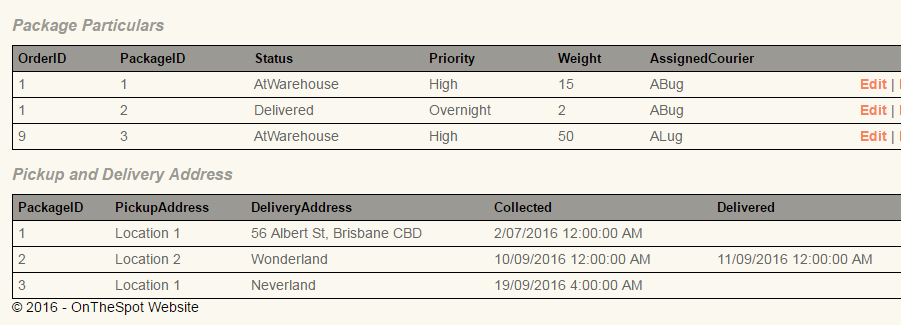 Package Particulars
OrderID PackageID Status Priority Weight AssignedCourier
1 1 AtWarehouse High 15 ABug Edit |
1 2 Delivered Overnight 2 ABug Edit |
9 3 AtWarehouse High 50 ALug Edit |
Pickup and Delivery Address
PackageID PickupAddress DeliveryAddress Collected Delivered
1 Location 1 56 Albert St, Brisbane CBD 2/07/2016 12:00:00 AM
2 Location 2 Wonderland 10/09/2016 12:00:00 AM 11/09/2016 12:00:00 AM
3 Location 1 Neverland 19/09/2016 4:00:00 AM
© 2016 - OnTheSpot Website